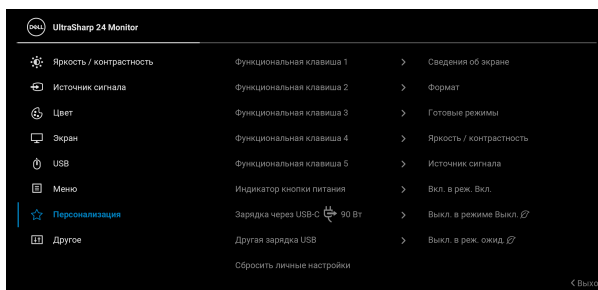 DELL UltraSharp 24 Monitor
Яркость / контрастность Функциональная клавиша 1 > Сведения об экране
Источник сигнала Функциональная клавиша 2 > Формат
Цвет Функциональная клавиша 3 > Готовые режимы
Экран Функциональная клавиша 4 > Яркость / контрастность
USB Функциональная клавиша 5 > Источник сигнала
Меню Индикатор кнопки питания > Вкл. в реж. Вкл.
Персонализация Зарядка через USB-C 90 Вт > Выкл. в режиме Выкл.
Другое Другая зарядка USB > Выкл. в реж. ожид.
Сбросить личные настройки
< Выхо